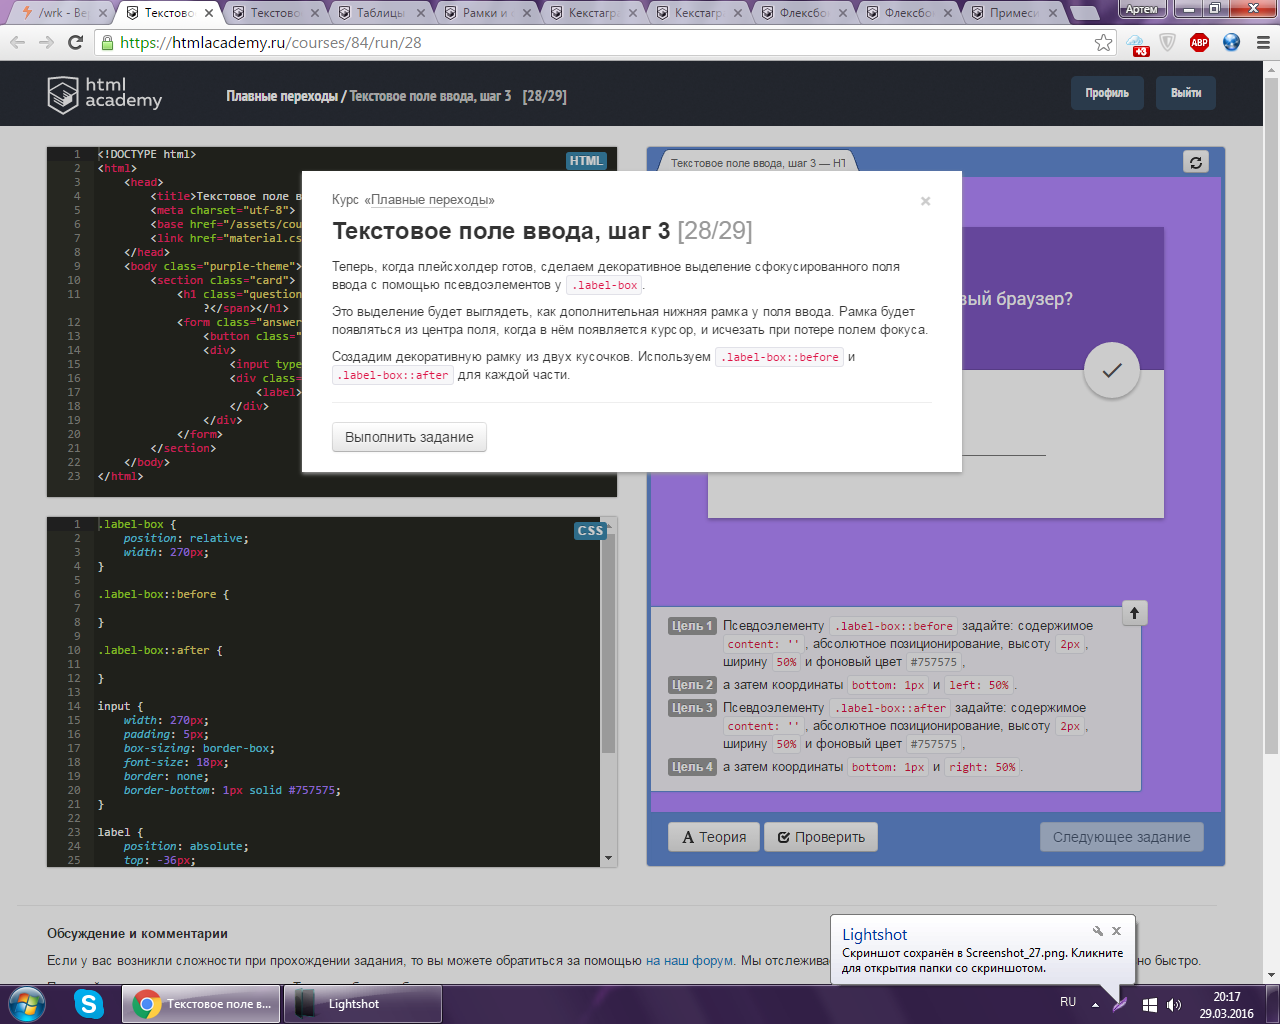 /wrk - Ве
Текстово
Текстово
Таблицы
Рамки и
Кекстагра
Кекстагра
Флексбо
Флексбо
Примеси
Артем
https://htmlacademy.ru/courses/84/run/28
+3
ABP
html
academy
Плавные переходы / Текстовое поле ввода, шаг 3 [28/29]
Профиль
Выйти
HTML
1 <!DOCTYPE html>
2 <html>
3 <head>
4 <title>Текстовое поле в
5 <meta charset="utf-8">
6 <base href="/assets/cou
7 <link href="material.cs
8 </head>
9 <body class="purple-theme">
10 <section class="card">
11 <h1 class="question
?</span></h1>
12 <form class="answer
13 <button class="
14 <div>
15 <input type
16 <div class=
17 <label>
18 </div>
19 </div>
20 </form>
21 </section>
22 </body>
23 </html>
Курс «Плавные переходы»
×
Текстовое поле ввода, шаг 3 [28/29]
Теперь, когда плейсхолдер готов, сделаем декоративное выделение сфокусированного поля
ввода с помощью псевдоэлементов у .label-box.
Это выделение будет выглядеть, как дополнительная нижняя рамка у поля ввода. Рамка будет
появляться из центра поля, когда в нём появляется курсор, и исчезать при потере полем фокуса.
Создадим декоративную рамку из двух кусочков. Используем .label-box::before и
.label-box::after для каждой части.
Выполнить задание
CSS
1 .label-box {
2 position: relative;
3 width: 270px;
4 }
5
6 .label-box::before {
7
8 }
9
10 .label-box::after {
11
12 }
13
14 input {
15 width: 270px;
16 padding: 5px;
17 box-sizing: border-box;
18 font-size: 18px;
19 border: none;
20 border-bottom: 1px solid #757575;
21 }
22
23 label {
24 position: absolute;
25 top: -36px;
Текстовое поле ввода, шаг 3 — HT
вый браузер?
Цель 1 Псевдоэлементу .label-box::before задайте: содержимое
content: '', абсолютное позиционирование, высоту 2px,
ширину 50% и фоновый цвет #757575,
Цель 2 а затем координаты bottom: 1px и left: 50%.
Цель 3 Псевдоэлементу .label-box::after задайте: содержимое
content: '', абсолютное позиционирование, высоту 2px,
ширину 50% и фоновый цвет #757575,
Цель 4 а затем координаты bottom: 1px и right: 50%.
Теория
Проверить
Следующее задание
Обсуждение и комментарии
Если у вас возникли сложности при прохождении задания, то вы можете обратиться за помощью на наш форум. Мы отслежива
но быстро.
Lightshot
Скриншот сохранён в Screenshot_27.png. Кликните
для открытия папки со скриншотом.
Текстовое поле в...
Lightshot
RU
20:17
29.03.2016